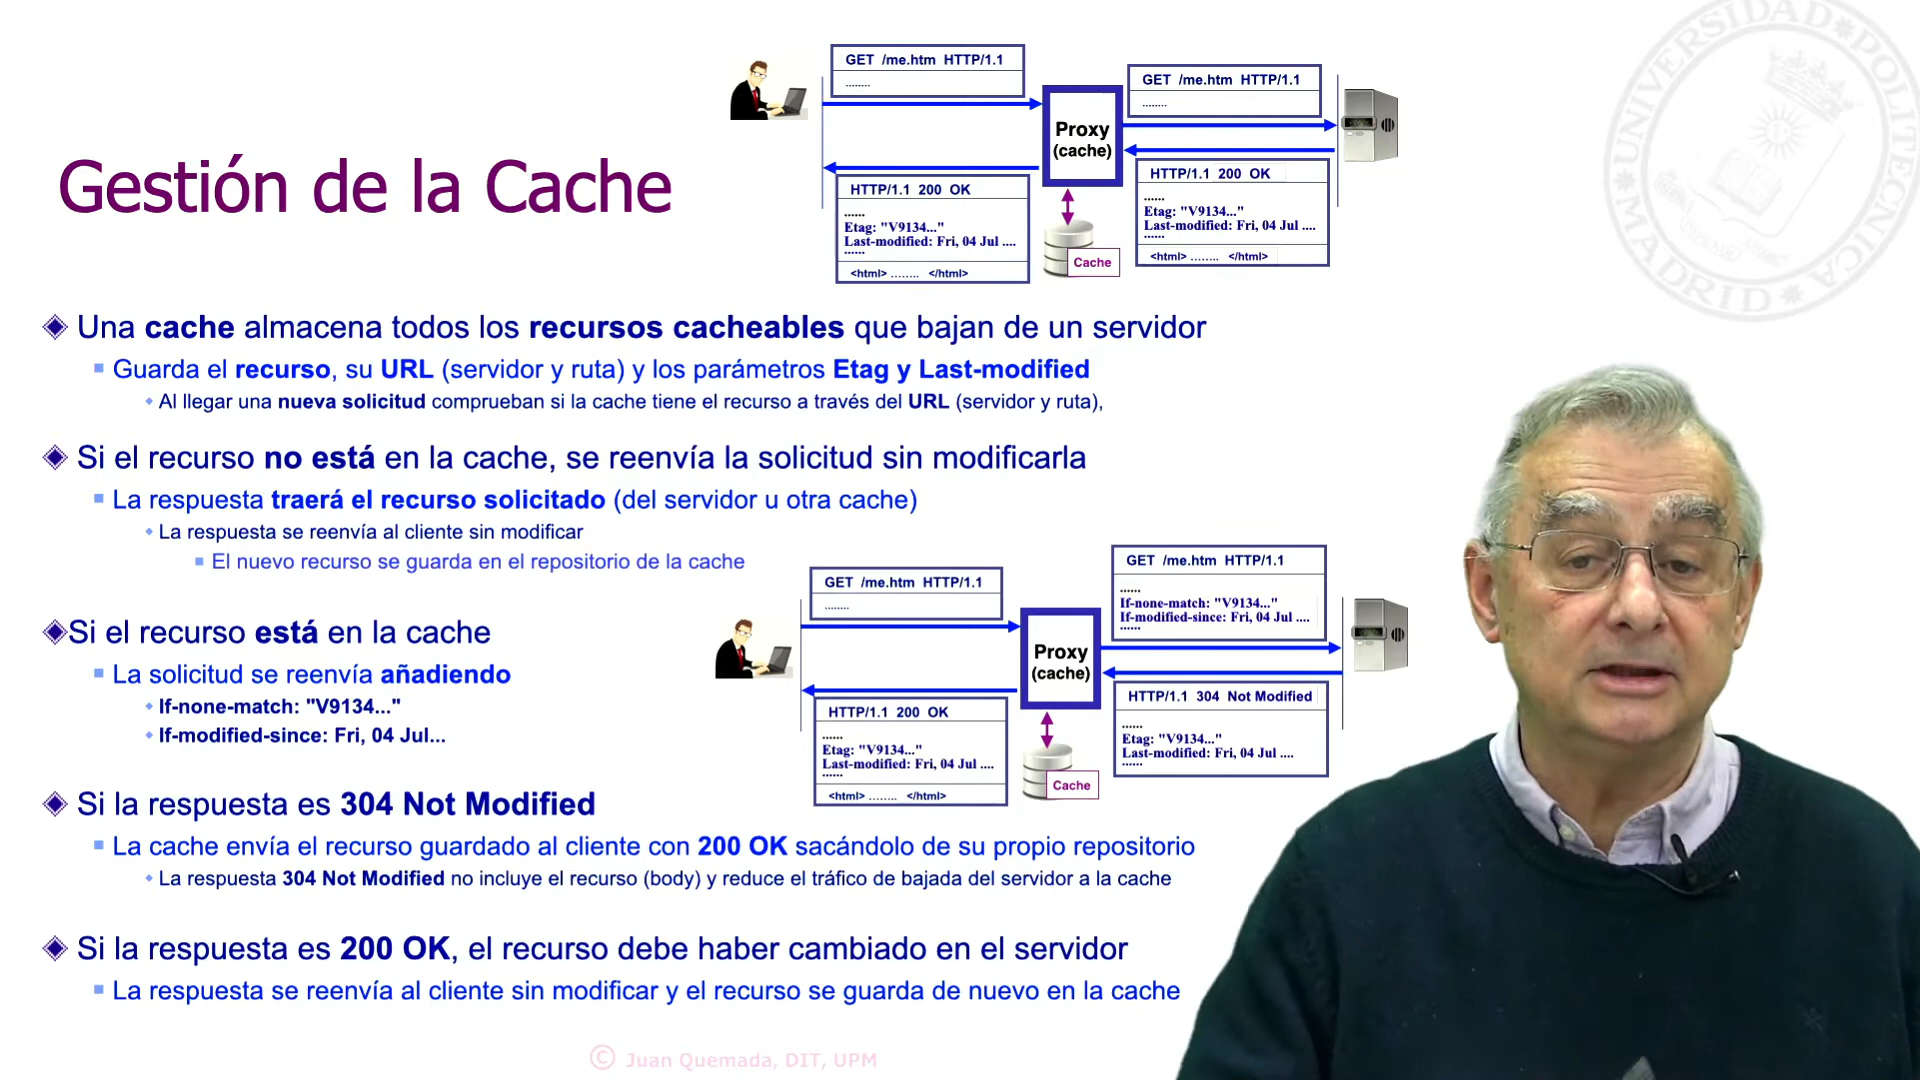 GET /me.htm HTTP/1.1
........
GET /me.htm HTTP/1.1
........
Proxy
(cache)
HTTP/1.1 200 OK
......
Etag: "V9134..."
Last-modified: Fri, 04 Jul ....
......
<html> ........ </html>
HTTP/1.1 200 OK
......
Etag: "V9134..."
Last-modified: Fri, 04 Jul ....
......
<html> ........ </html>
Cache
UNIVERSIDAD POLITECNICA
MADRID
Gestión de la Cache
Una cache almacena todos los recursos cacheables que bajan de un servidor
Guarda el recurso, su URL (servidor y ruta) y los parámetros Etag y Last-modified
Al llegar una nueva solicitud comprueban si la cache tiene el recurso a través del URL (servidor y ruta),
Si el recurso no está en la cache, se reenvía la solicitud sin modificarla
La respuesta traerá el recurso solicitado (del servidor u otra cache)
La respuesta se reenvía al cliente sin modificar
El nuevo recurso se guarda en el repositorio de la cache
Si el recurso está en la cache
La solicitud se reenvía añadiendo
If-none-match: "V9134..."
If-modified-since: Fri, 04 Jul...
GET /me.htm HTTP/1.1
........
GET /me.htm HTTP/1.1
......
If-none-match: "V9134..."
If-modified-since: Fri, 04 Jul ....
......
Proxy
(cache)
HTTP/1.1 200 OK
......
Etag: "V9134..."
Last-modified: Fri, 04 Jul ....
......
<html> ........ </html>
HTTP/1.1 304 Not Modified
......
Etag: "V9134..."
Last-modified: Fri, 04 Jul ....
......
Cache
Si la respuesta es 304 Not Modified
La cache envía el recurso guardado al cliente con 200 OK sacándolo de su propio repositorio
La respuesta 304 Not Modified no incluye el recurso (body) y reduce el tráfico de bajada del servidor a la cache
Si la respuesta es 200 OK, el recurso debe haber cambiado en el servidor
La respuesta se reenvía al cliente sin modificar y el recurso se guarda de nuevo en la cache
© Juan Quemada, DIT, UPM